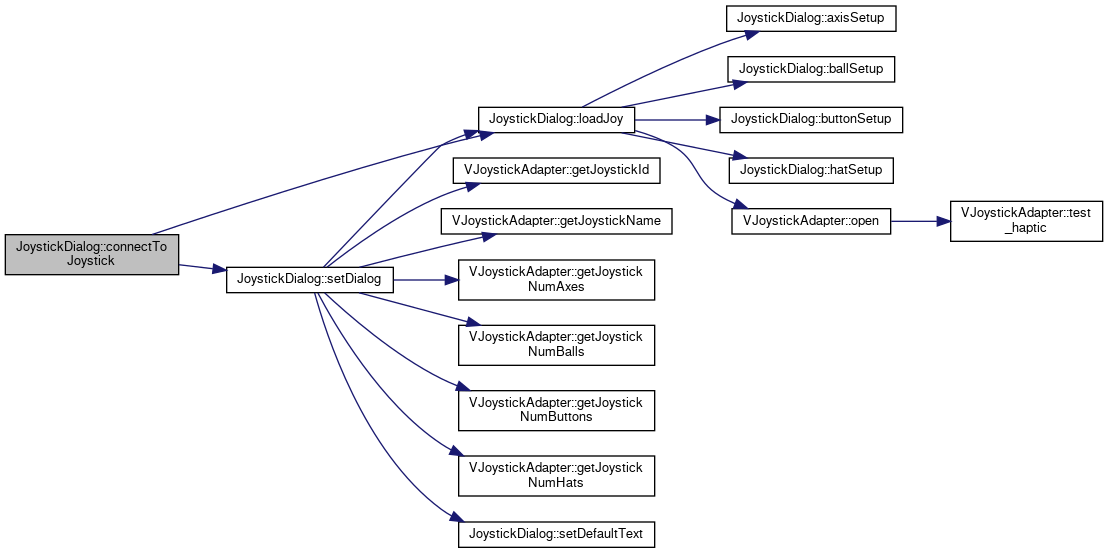 JoystickDialog::connectTo
Joystick
JoystickDialog::setDialog
JoystickDialog::loadJoy
VJoystickAdapter::getJoystickId
VJoystickAdapter::getJoystickName
VJoystickAdapter::getJoystick
NumAxes
VJoystickAdapter::getJoystick
NumBalls
VJoystickAdapter::getJoystick
NumButtons
VJoystickAdapter::getJoystick
NumHats
JoystickDialog::setDefaultText
JoystickDialog::axisSetup
JoystickDialog::ballSetup
JoystickDialog::buttonSetup
JoystickDialog::hatSetup
VJoystickAdapter::open
VJoystickAdapter::test
_haptic